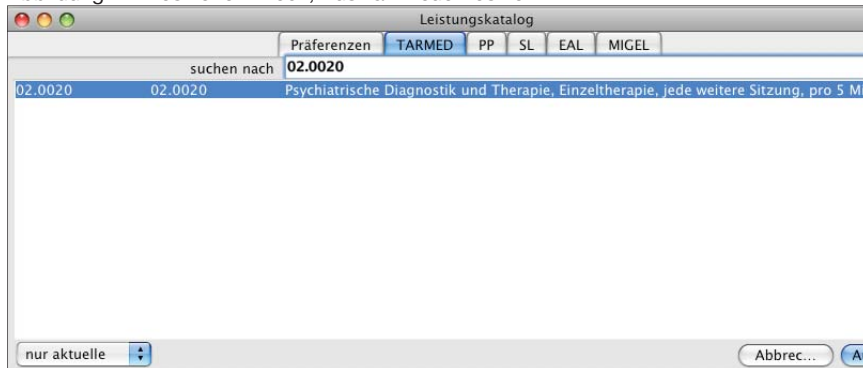 Leistungskatalog
Präferenzen TARMED PP SL EAL MIGEL
suchen nach 02.0020
02.0020 02.0020 Psychiatrische Diagnostik und Therapie, Einzeltherapie, jede weitere Sitzung, pro 5 Mi
nur aktuelle Abbrec...